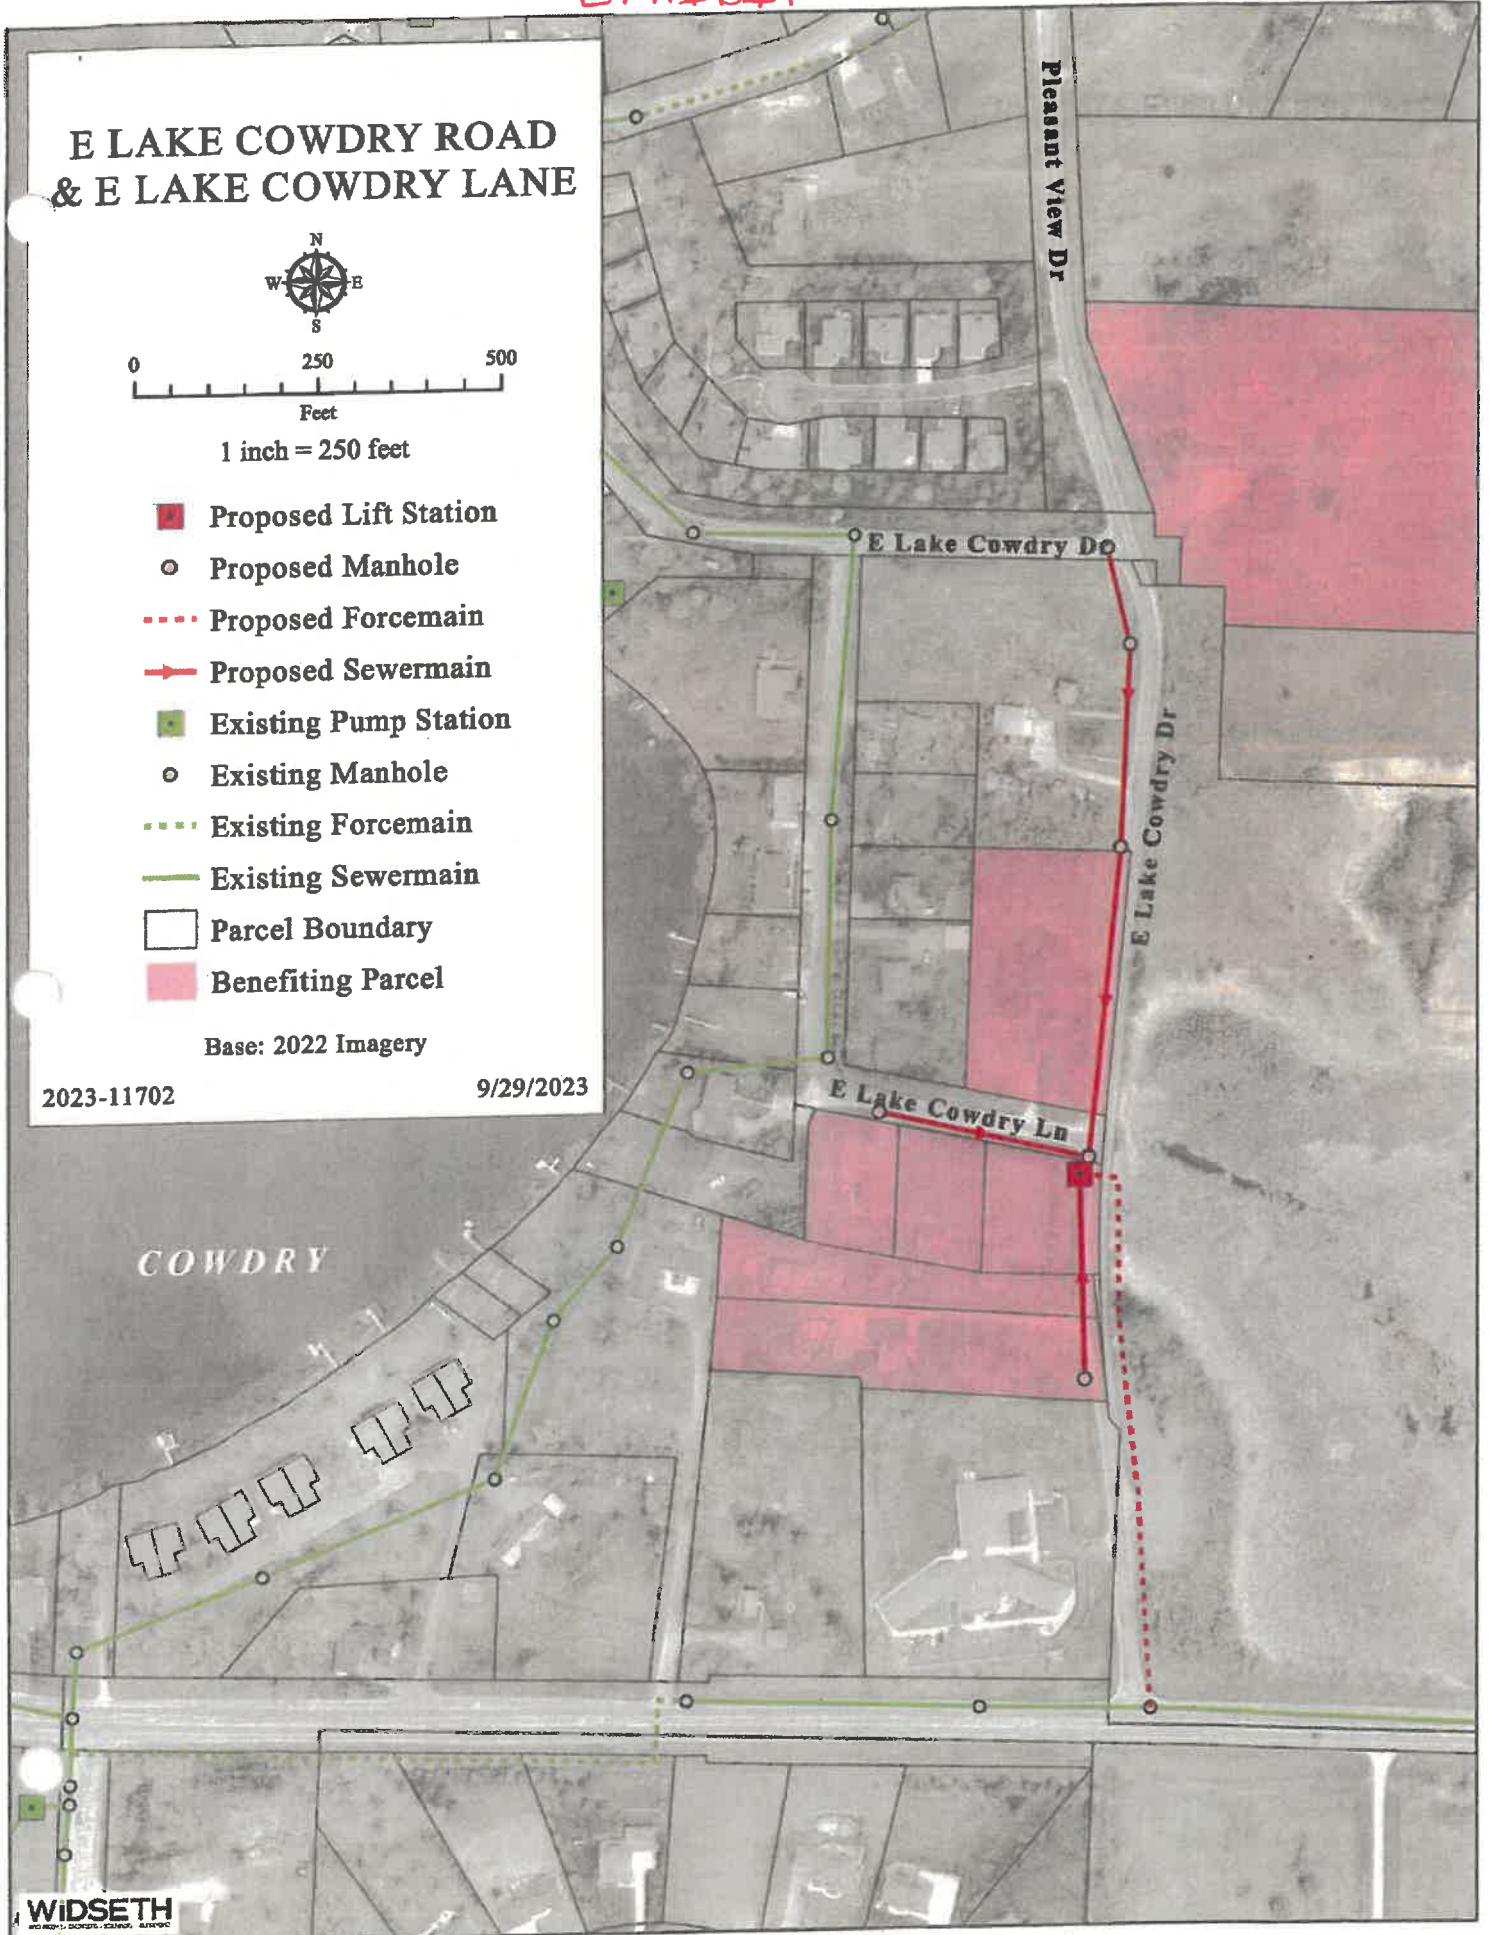 E LAKE COWDRY ROAD
& E LAKE COWDRY LANE
N
W E
S
0 250 500
Feet
1 inch = 250 feet
Proposed Lift Station
Proposed Manhole
Proposed Forcemain
Proposed Sewermain
Existing Pump Station
Existing Manhole
Existing Forcemain
Existing Sewermain
Parcel Boundary
Benefiting Parcel
Base: 2022 Imagery
2023-11702 9/29/2023
Pleasant View Dr
E Lake Cowdry Dr
E Lake Cowdry Dr
E Lake Cowdry Ln
COWDRY
WiDSETH